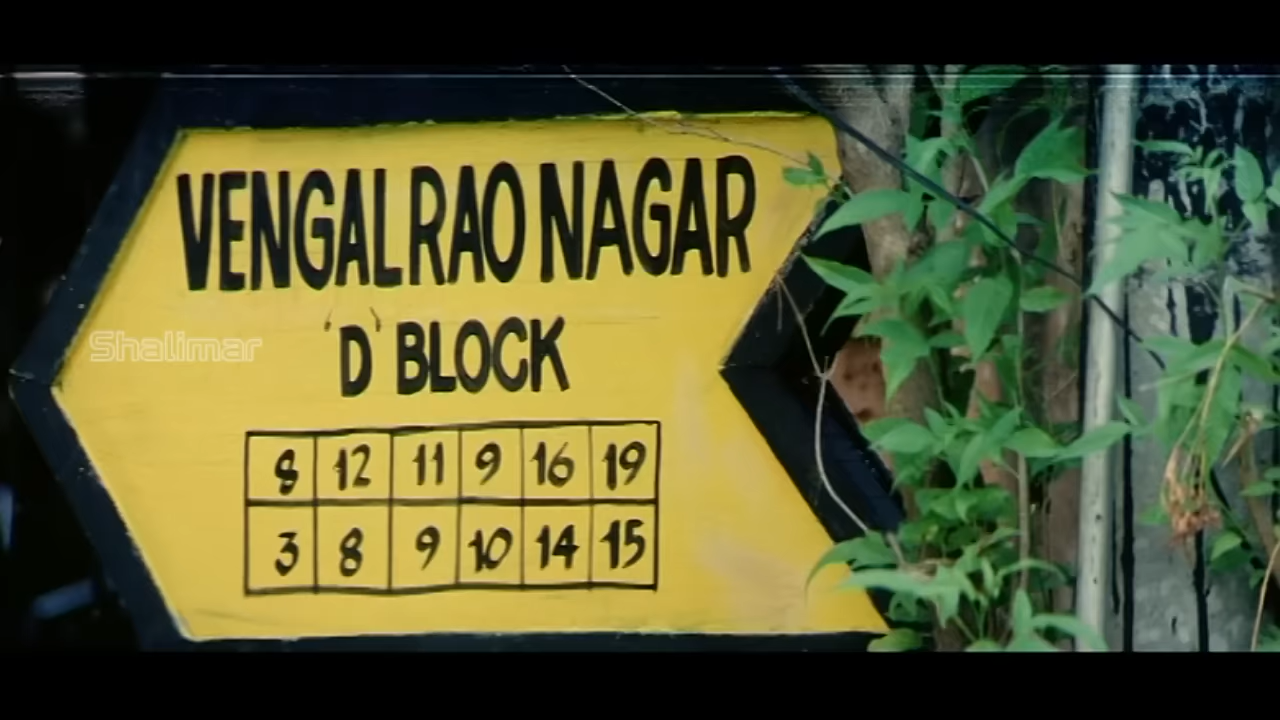 VENGAL RAO NAGAR
'D' BLOCK
Shalimar
8 12 11 9 16 19
3 8 9 10 14 15